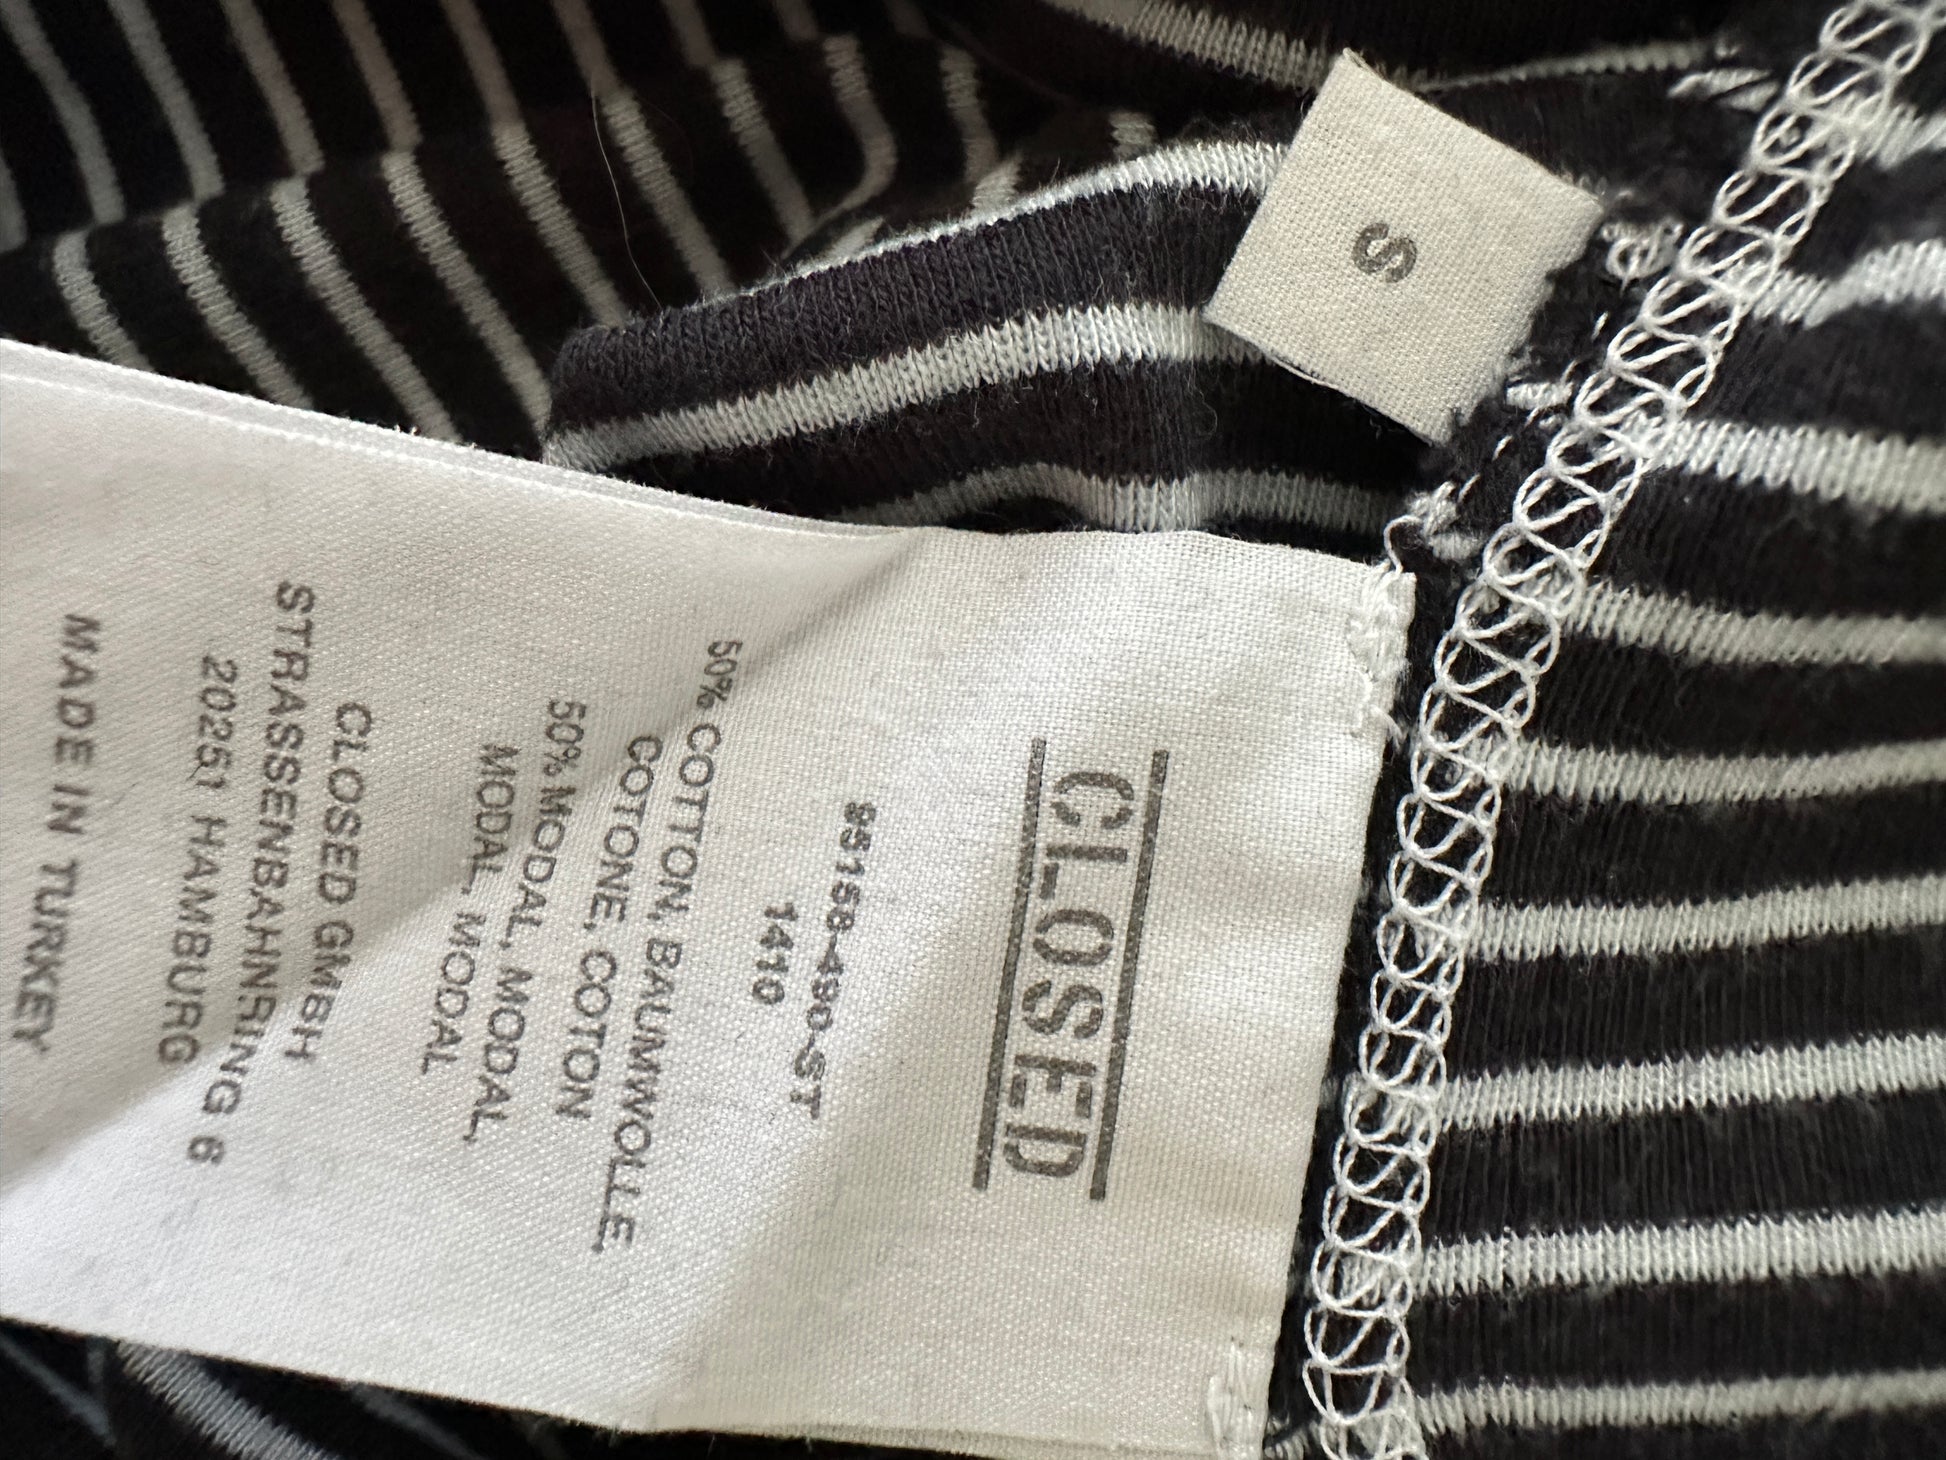 S
CLOSED
95158-490-ST
1410
50% COTTON, BAUMWOLLE,
COTONE, COTON
50% MODAL, MODAL,
MODAL, MODAL
CLOSED GMBH
STRASSENBAHNRING 6
20251 HAMBURG
MADE IN TURKEY